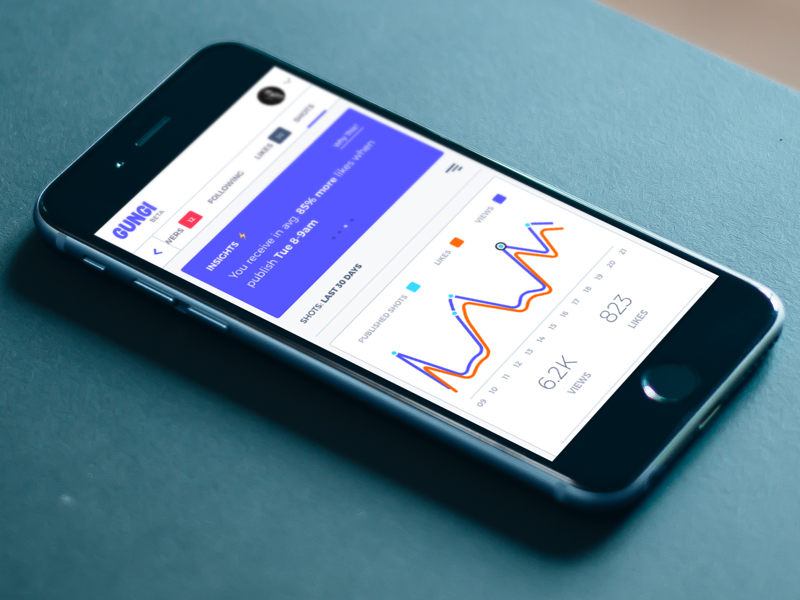 GUNGI
BETA
VERS 12
FOLLOWING
LIKES
SHOTS
INSIGHTS ⚡
Why this?
You receive in avg. 85% more likes when
publish Tue 8-9am
SHOTS: LAST 30 DAYS
PUBLISHED SHOTS
LIKES
VIEWS
09 10 11 12 13 14 15 16 17 18 19 20 21
6.2K
VIEWS
823
LIKES